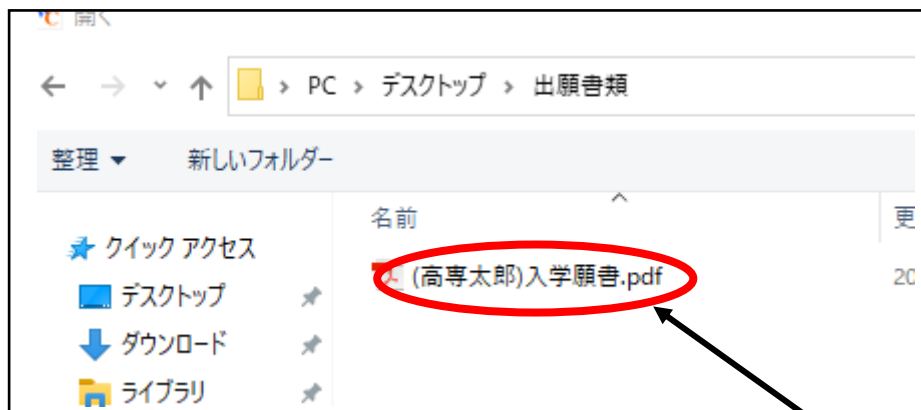 開く
PC › デスクトップ › 出願書類
整理 新しいフォルダー
名前 更
クイック アクセス
(高専太郎)入学願書.pdf 20
デスクトップ
ダウンロード
ライブラリ